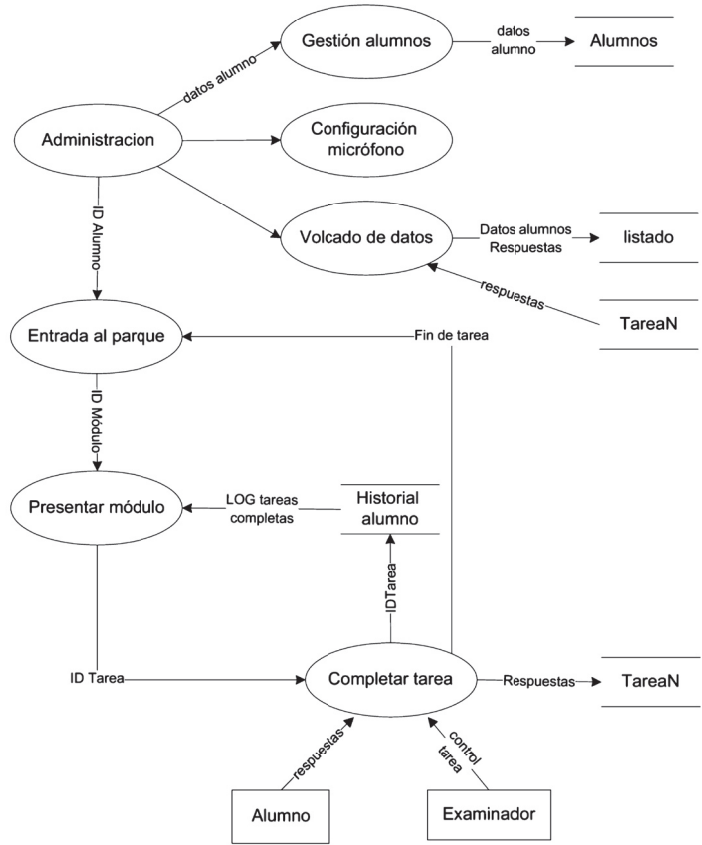 Gestión alumnos
dalos
alumno
Alumnos
datos alumno
Administracion
Configuración
micrófono
ID Alumno
Volcado de datos
Datos alumnos
Respuestas
listado
respuestas
TareaN
Entrada al parque
Fin de tarea
ID Módulo
Presentar módulo
LOG tareas
completas
Historial
alumno
IDTarea
ID Tarea
Completar tarea
Respuestas
TareaN
respuestas
control
tarea
Alumno
Examinador